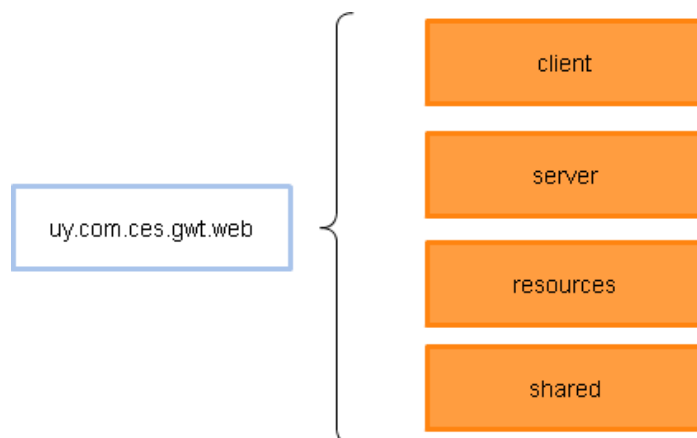 uy.com.ces.gwt.web
client
server
resources
shared